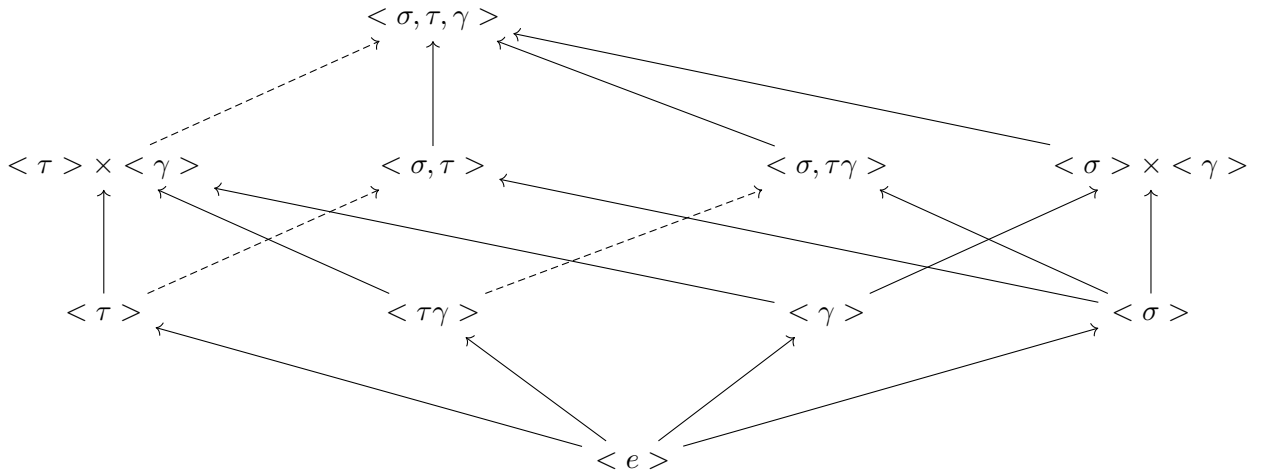 < σ, τ, γ >
< τ > × < γ > < σ, τ > < σ, τγ > < σ > × < γ >
< τ > < τγ > < γ > < σ >
< e >